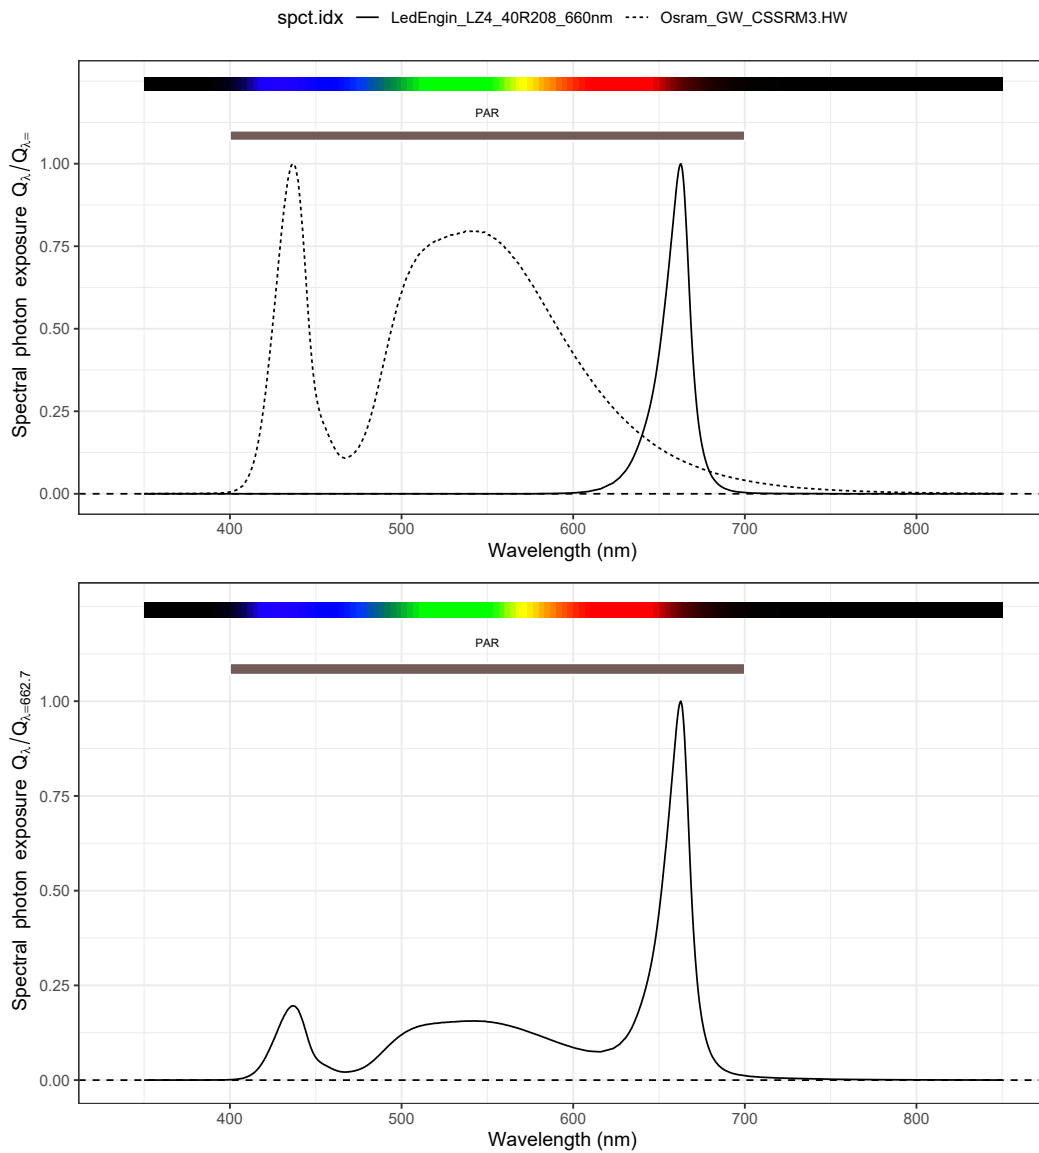 spct.idx LedEngin_LZ4_40R208_660nm Osram_GW_CSSRM3.HW
PAR
1.00
0.75
0.50
0.25
0.00
Spectral photon exposure Qλ/Qλ=
400 500 600 700 800
Wavelength (nm)
PAR
1.00
0.75
0.50
0.25
0.00
Spectral photon exposure Qλ/Qλ=662.7
400 500 600 700 800
Wavelength (nm)